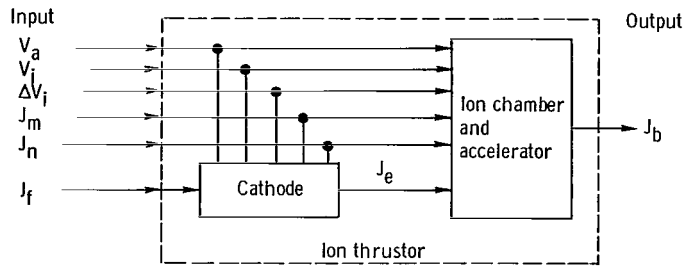 Input
Output
V_a
V_i
ΔV_i
J_m
J_n
J_f
Cathode
J_e
Ion chamber
and
accelerator
J_b
Ion thrustor